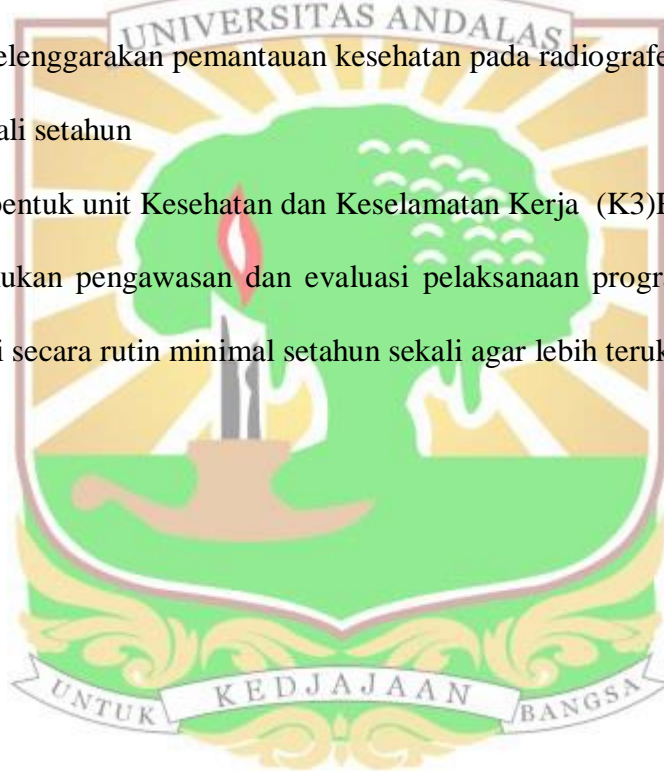 UNIVERSITAS ANDALAS
elenggarakan pemantauan kesehatan pada radiografe
ali setahun
bentuk unit Kesehatan dan Keselamatan Kerja (K3)
ukan pengawasan dan evaluasi pelaksanaan progra
i secara rutin minimal setahun sekali agar lebih teruk
UNTUK KEDJAJAAN BANGSA